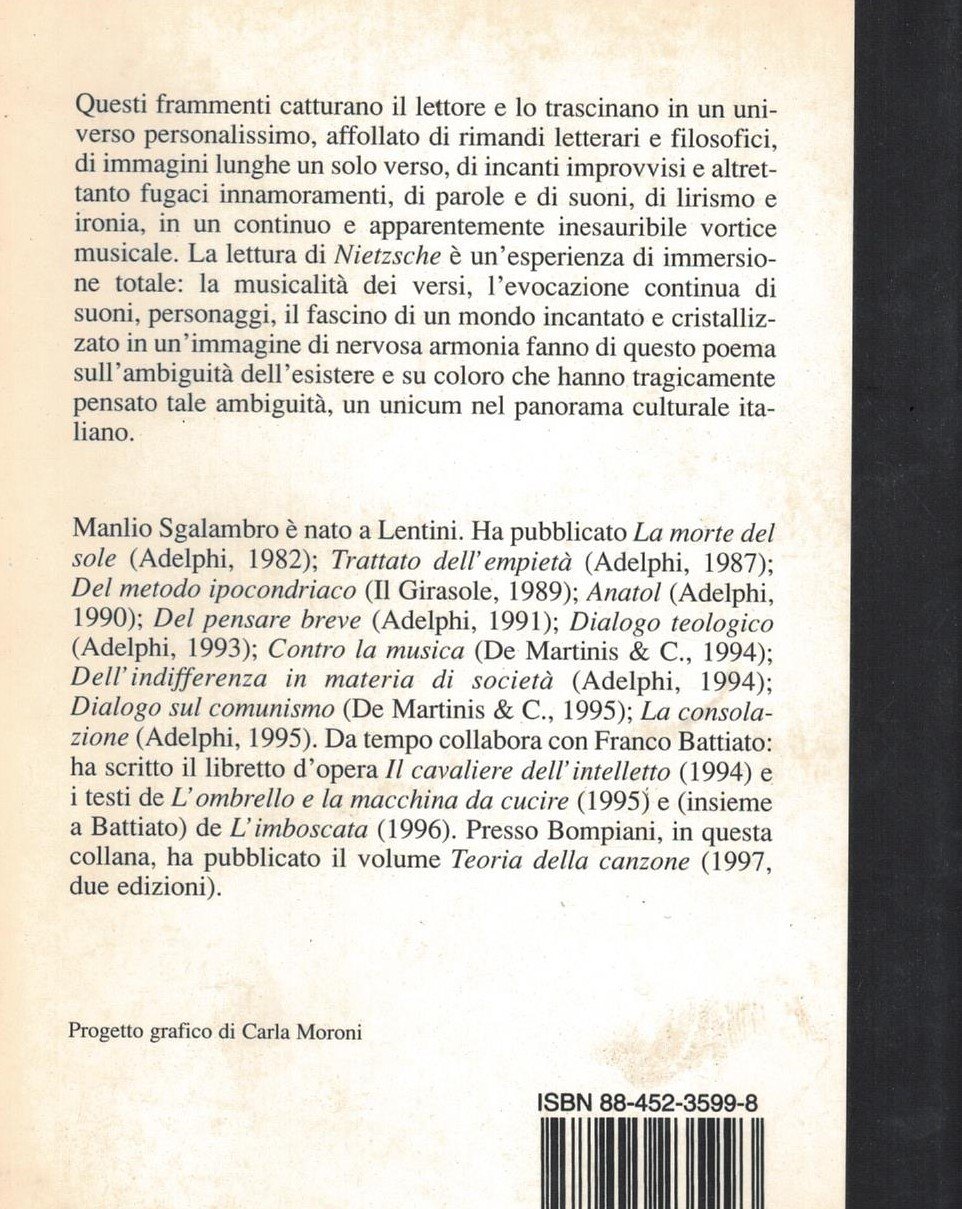 Questi frammenti catturano il lettore e lo trascinano in un uni-
verso personalissimo, affollato di rimandi letterari e filosofici,
di immagini lunghe un solo verso, di incanti improvvisi e altret-
tanto fugaci innamoramenti, di parole e di suoni, di lirismo e
ironia, in un continuo e apparentemente inesauribile vortice
musicale. La lettura di Nietzsche è un'esperienza di immersio-
ne totale: la musicalità dei versi, l'evocazione continua di
suoni, personaggi, il fascino di un mondo incantato e cristalliz-
zato in un'immagine di nervosa armonia fanno di questo poema
sull'ambiguità dell'esistere e su coloro che hanno tragicamente
pensato tale ambiguità, un unicum nel panorama culturale ita-
liano.
Manlio Sgalambro è nato a Lentini. Ha pubblicato La morte del
sole (Adelphi, 1982); Trattato dell'empietà (Adelphi, 1987);
Del metodo ipocondriaco (Il Girasole, 1989); Anatol (Adelphi,
1990); Del pensare breve (Adelphi, 1991); Dialogo teologico
(Adelphi, 1993); Contro la musica (De Martinis & C., 1994);
Dell'indifferenza in materia di società (Adelphi, 1994);
Dialogo sul comunismo (De Martinis & C., 1995); La consola-
zione (Adelphi, 1995). Da tempo collabora con Franco Battiato:
ha scritto il libretto d'opera Il cavaliere dell'intelletto (1994) e
i testi de L'ombrello e la macchina da cucire (1995) e (insieme
a Battiato) de L'imboscata (1996). Presso Bompiani, in questa
collana, ha pubblicato il volume Teoria della canzone (1997,
due edizioni).
Progetto grafico di Carla Moroni
ISBN 88-452-3599-8